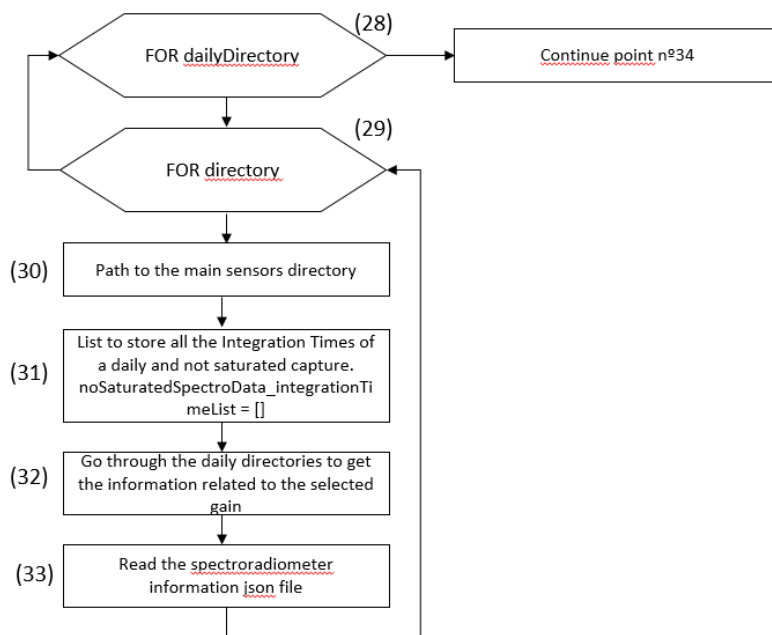 (28)
FOR dailyDirectory
Continue point nº34
(29)
FOR directory
(30)
Path to the main sensors directory
(31)
List to store all the Integration Times of
a daily and not saturated capture.
noSaturatedSpectroData_integrationTi
meList = []
(32)
Go through the daily directories to get
the information related to the selected
gain
(33)
Read the spectroradiometer
information json file